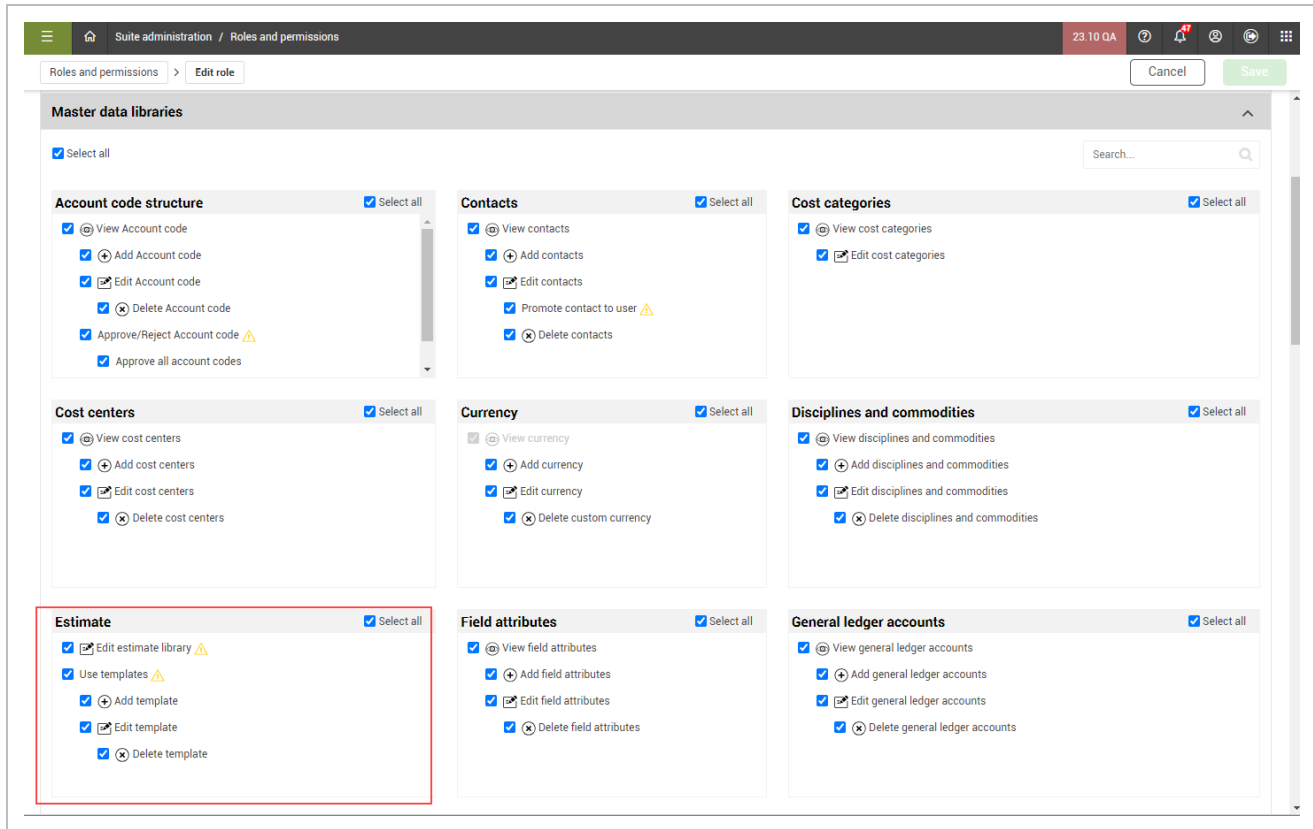 Suite administration / Roles and permissions
23.10 QA
47
Roles and permissions > Edit role
Cancel
Save
Master data libraries
Select all
Search...
Account code structure
Select all
View Account code
Add Account code
Edit Account code
Delete Account code
Approve/Reject Account code
Approve all account codes
Contacts
Select all
View contacts
Add contacts
Edit contacts
Promote contact to user
Delete contacts
Cost categories
Select all
View cost categories
Edit cost categories
Cost centers
Select all
View cost centers
Add cost centers
Edit cost centers
Delete cost centers
Currency
Select all
View currency
Add currency
Edit currency
Delete custom currency
Disciplines and commodities
Select all
View disciplines and commodities
Add disciplines and commodities
Edit disciplines and commodities
Delete disciplines and commodities
Estimate
Select all
Edit estimate library
Use templates
Add template
Edit template
Delete template
Field attributes
Select all
View field attributes
Add field attributes
Edit field attributes
Delete field attributes
General ledger accounts
Select all
View general ledger accounts
Add general ledger accounts
Edit general ledger accounts
Delete general ledger accounts